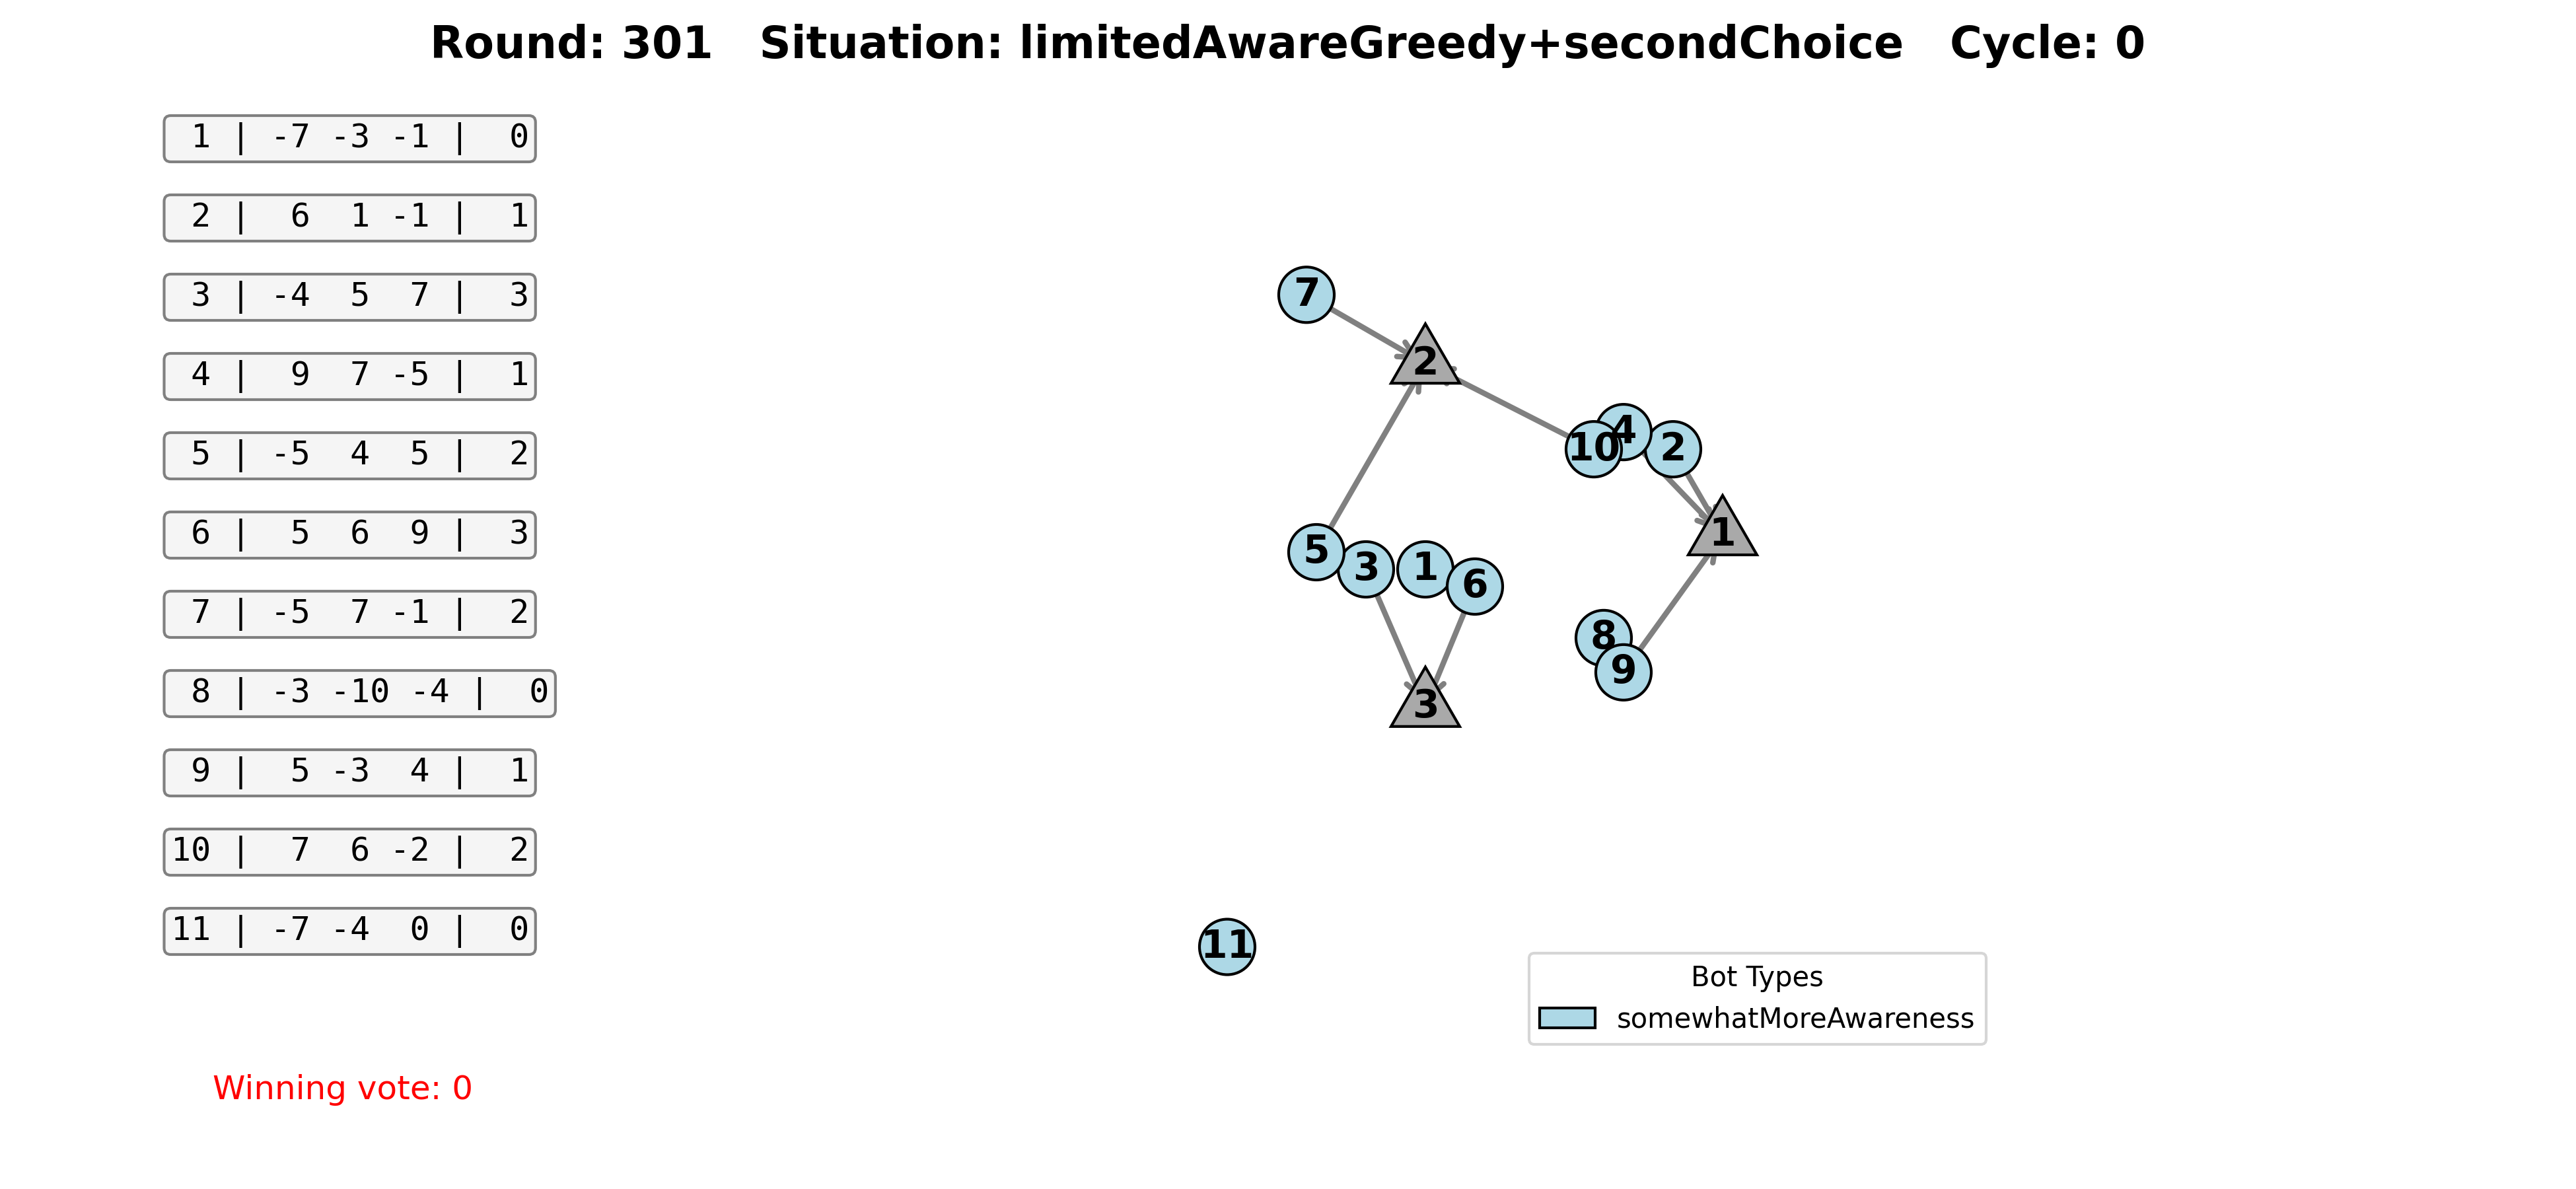 Round: 301   Situation: limitedAwareGreedy+secondChoice   Cycle: 0
1 | -7 -3 -1 |  0
2 |  6  1 -1 |  1
3 | -4  5  7 |  3
4 |  9  7 -5 |  1
5 | -5  4  5 |  2
6 |  5  6  9 |  3
7 | -5  7 -1 |  2
8 | -3 -10 -4 |  0
9 |  5 -3  4 |  1
10 |  7  6 -2 |  2
11 | -7 -4  0 |  0
Winning vote: 0
7
2
4
10
2
1
5
3
1
6
8
9
3
11
Bot Types
somewhatMoreAwareness